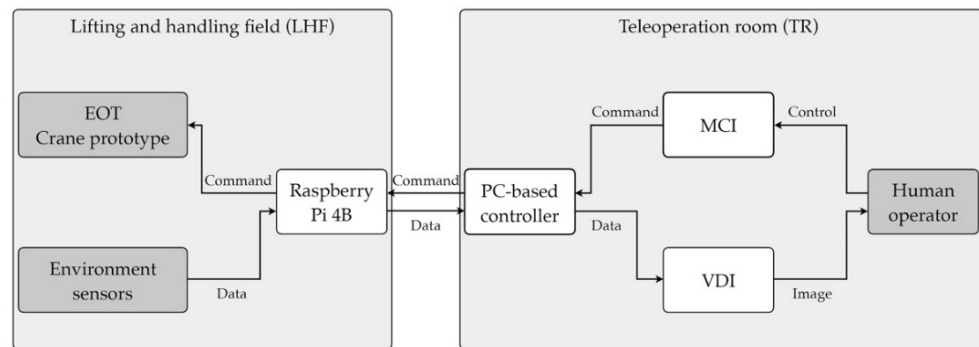 Lifting and handling field (LHF)
EOT
Crane prototype
Command
Raspberry
Pi 4B
Environment
sensors
Data
Command
Data
Teleoperation room (TR)
PC-based
controller
Command
MCI
Control
Data
VDI
Image
Human
operator